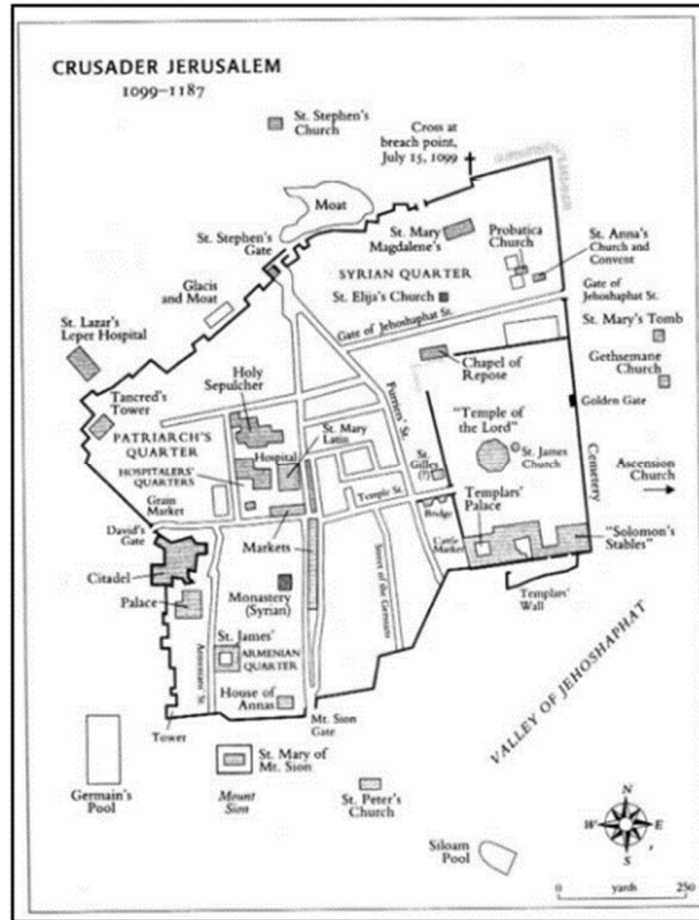 CRUSADER JERUSALEM
1099–1187
St. Stephen's
Church
Cross at
breach point,
July 15, 1099
Moat
St. Stephen's
Gate
St. Mary
Magdalene's
Probatica
Church
St. Anna's
Church and
Convent
SYRIAN QUARTER
Glacis
and Moat
St. Elija's Church
Gate of
Jehoshaphat St.
Gate of Jehoshaphat St.
St. Lazar's
Leper Hospital
St. Mary's Tomb
Chapel of
Repose
Gethsemane
Church
Holy
Sepulcher
Tancred's
Tower
Furriers' St.
Golden Gate
"Temple of
the Lord"
St. Mary
Latin
PATRIARCH'S
QUARTER
Hospital
St. James
Church
St.
Gilles
(?)
Cemetery
HOSPITALERS'
QUARTERS
Ascension
Church
Grain
Market
Temple St.
Templars'
Palace
Bridge
David's
Gate
Markets
Cattle
Market
"Solomon's
Stables"
Citadel
Street of the Germans
Monastery
(Syrian)
Palace
Templars'
Wall
St. James'
ARMENIAN
QUARTER
Armenians' St.
VALLEY OF JEHOSHAPHAT
House of
Annas
Tower
Mt. Sion
Gate
St. Mary of
Mt. Sion
Germain's
Pool
Mount
Sion
St. Peter's
Church
N
W E
S
Siloam
Pool
0 yards 250